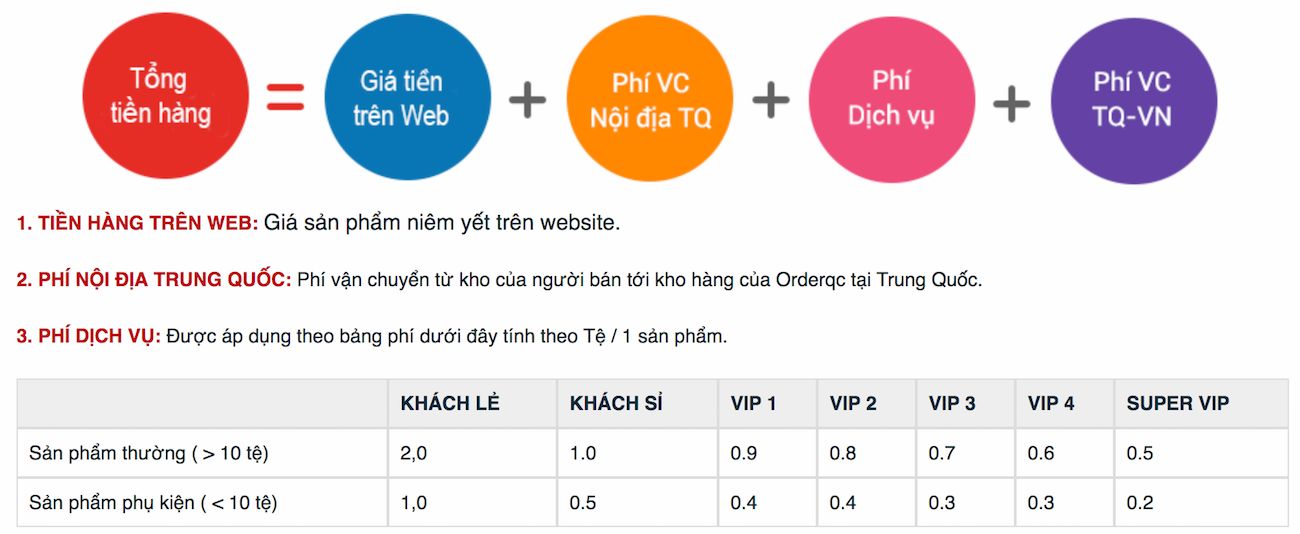 Tổng
tiền hàng
=
Giá tiền
trên Web
+
Phí VC
Nội địa TQ
+
Phí
Dịch vụ
+
Phí VC
TQ-VN
1. TIỀN HÀNG TRÊN WEB: Giá sản phẩm niêm yết trên website.
2. PHÍ NỘI ĐỊA TRUNG QUỐC: Phí vận chuyển từ kho của người bán tới kho hàng của Orderqc tại Trung Quốc.
3. PHÍ DỊCH VỤ: Được áp dụng theo bảng phí dưới đây tính theo Tệ / 1 sản phẩm.
KHÁCH LẺ KHÁCH SỈ VIP 1 VIP 2 VIP 3 VIP 4 SUPER VIP
Sản phẩm thường ( > 10 tệ) 2,0 1.0 0.9 0.8 0.7 0.6 0.5
Sản phẩm phụ kiện ( < 10 tệ) 1,0 0.5 0.4 0.4 0.3 0.3 0.2